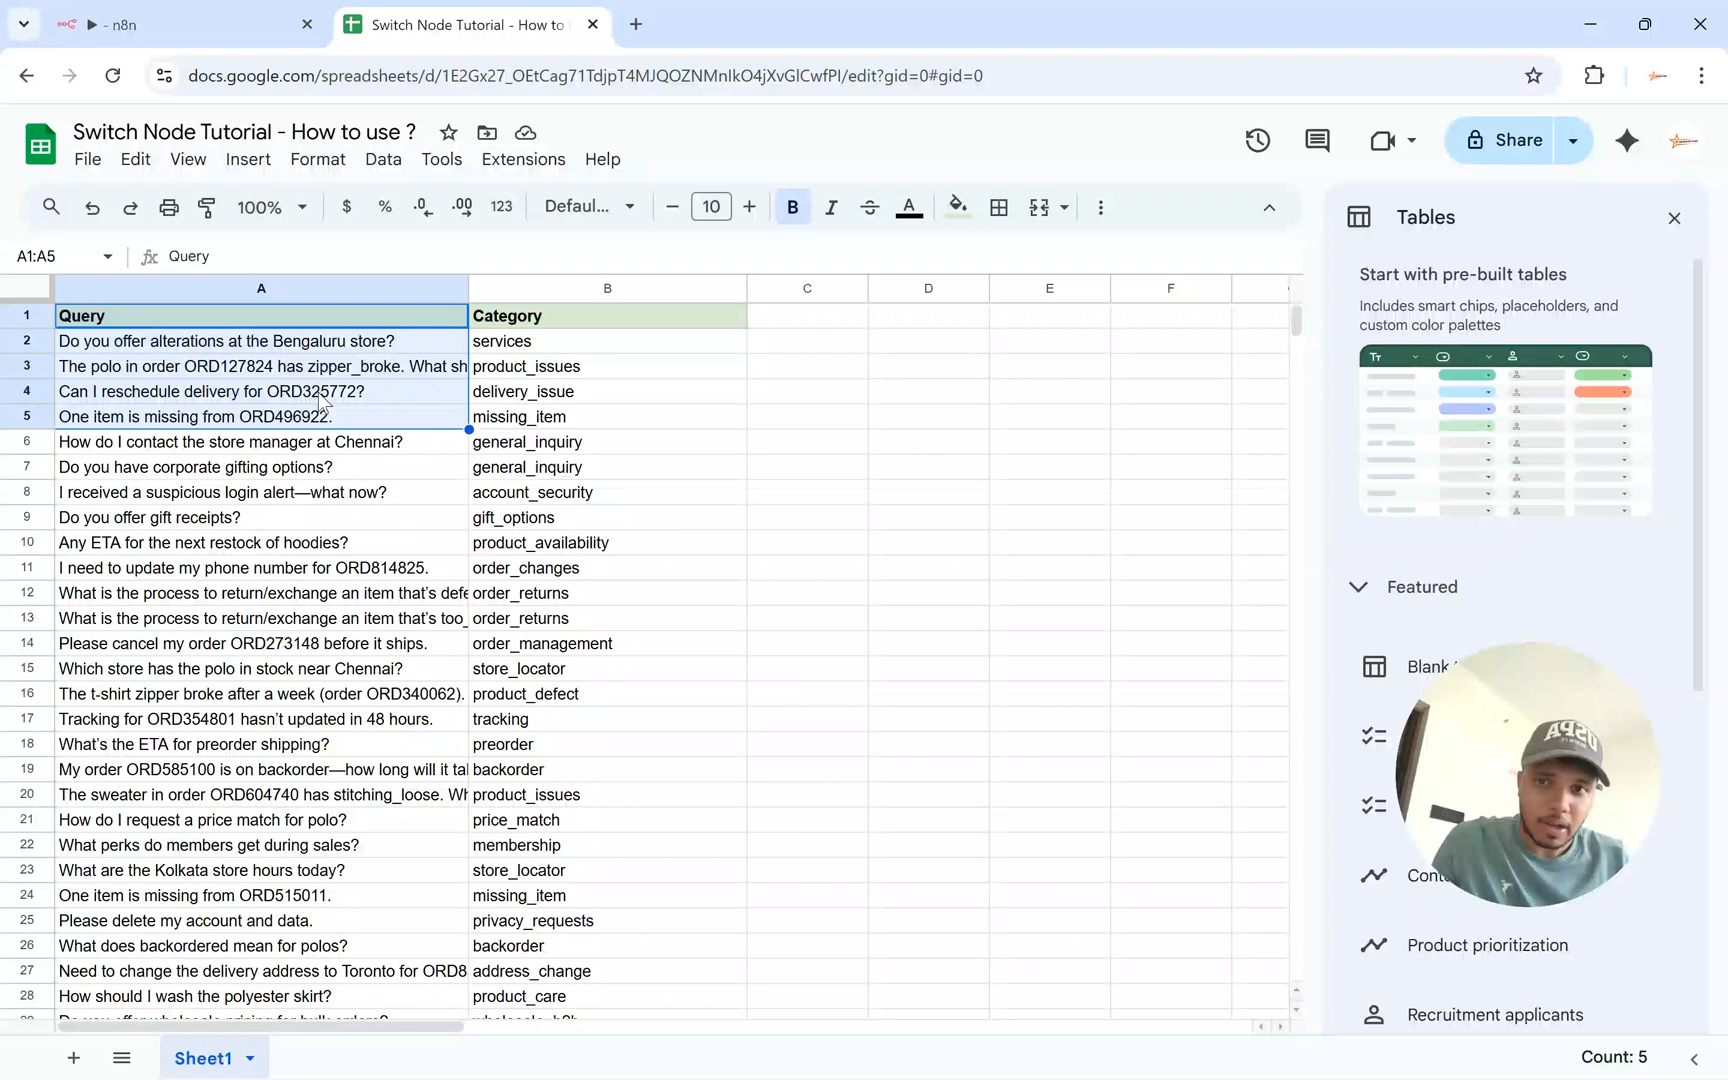 ▶ - n8n
Switch Node Tutorial - How to
docs.google.com/spreadsheets/d/1E2Gx27_OEtCag71TdjpT4MJQOZNMnIkO4jXvGlCwfPI/edit?gid=0#gid=0
Switch Node Tutorial - How to use ?
File Edit View Insert Format Data Tools Extensions Help
Share
100% $ % .0 .00 123 Defaul... 10 B I A
A1:A5 fx Query
A B C D E F
1 Query Category
2 Do you offer alterations at the Bengaluru store? services
3 The polo in order ORD127824 has zipper_broke. What sh product_issues
4 Can I reschedule delivery for ORD325772? delivery_issue
5 One item is missing from ORD496922. missing_item
6 How do I contact the store manager at Chennai? general_inquiry
7 Do you have corporate gifting options? general_inquiry
8 I received a suspicious login alert—what now? account_security
9 Do you offer gift receipts? gift_options
10 Any ETA for the next restock of hoodies? product_availability
11 I need to update my phone number for ORD814825. order_changes
12 What is the process to return/exchange an item that's defe order_returns
13 What is the process to return/exchange an item that's too_ order_returns
14 Please cancel my order ORD273148 before it ships. order_management
15 Which store has the polo in stock near Chennai? store_locator
16 The t-shirt zipper broke after a week (order ORD340062). product_defect
17 Tracking for ORD354801 hasn't updated in 48 hours. tracking
18 What's the ETA for preorder shipping? preorder
19 My order ORD585100 is on backorder—how long will it tal backorder
20 The sweater in order ORD604740 has stitching_loose. Wh product_issues
21 How do I request a price match for polo? price_match
22 What perks do members get during sales? membership
23 What are the Kolkata store hours today? store_locator
24 One item is missing from ORD515011. missing_item
25 Please delete my account and data. privacy_requests
26 What does backordered mean for polos? backorder
27 Need to change the delivery address to Toronto for ORD8 address_change
28 How should I wash the polyester skirt? product_care
Sheet1
Count: 5
Tables
Start with pre-built tables
Includes smart chips, placeholders, and
custom color palettes
Tт
Featured
Blank
Cont
Product prioritization
Recruitment applicants
USPA